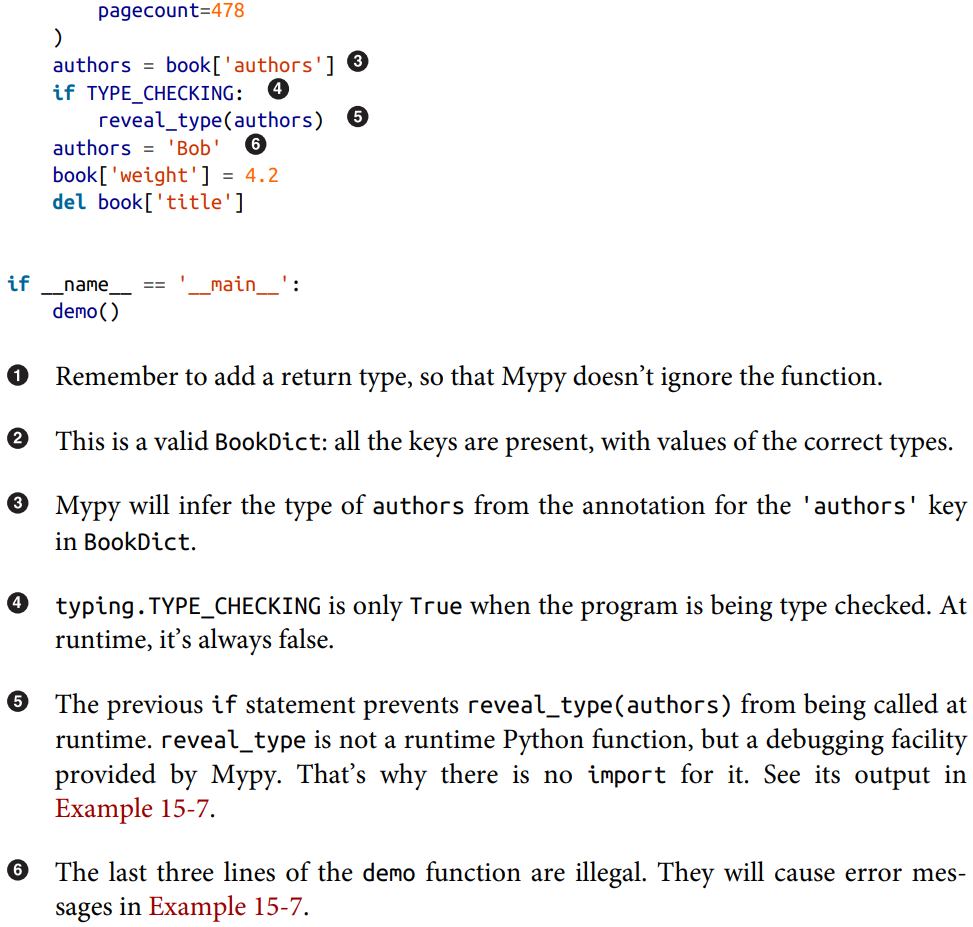 pagecount=478
    )
    authors = book['authors'] ❸
    if TYPE_CHECKING: ❹
        reveal_type(authors) ❺
    authors = 'Bob' ❻
    book['weight'] = 4.2
    del book['title']
if __name__ == '__main__':
    demo()
❶ Remember to add a return type, so that Mypy doesn’t ignore the function.
❷ This is a valid BookDict: all the keys are present, with values of the correct types.
❸ Mypy will infer the type of authors from the annotation for the 'authors' key
in BookDict.
❹ typing.TYPE_CHECKING is only True when the program is being type checked. At
runtime, it’s always false.
❺ The previous if statement prevents reveal_type(authors) from being called at
runtime. reveal_type is not a runtime Python function, but a debugging facility
provided by Mypy. That’s why there is no import for it. See its output in
Example 15-7.
❻ The last three lines of the demo function are illegal. They will cause error mes-
sages in Example 15-7.